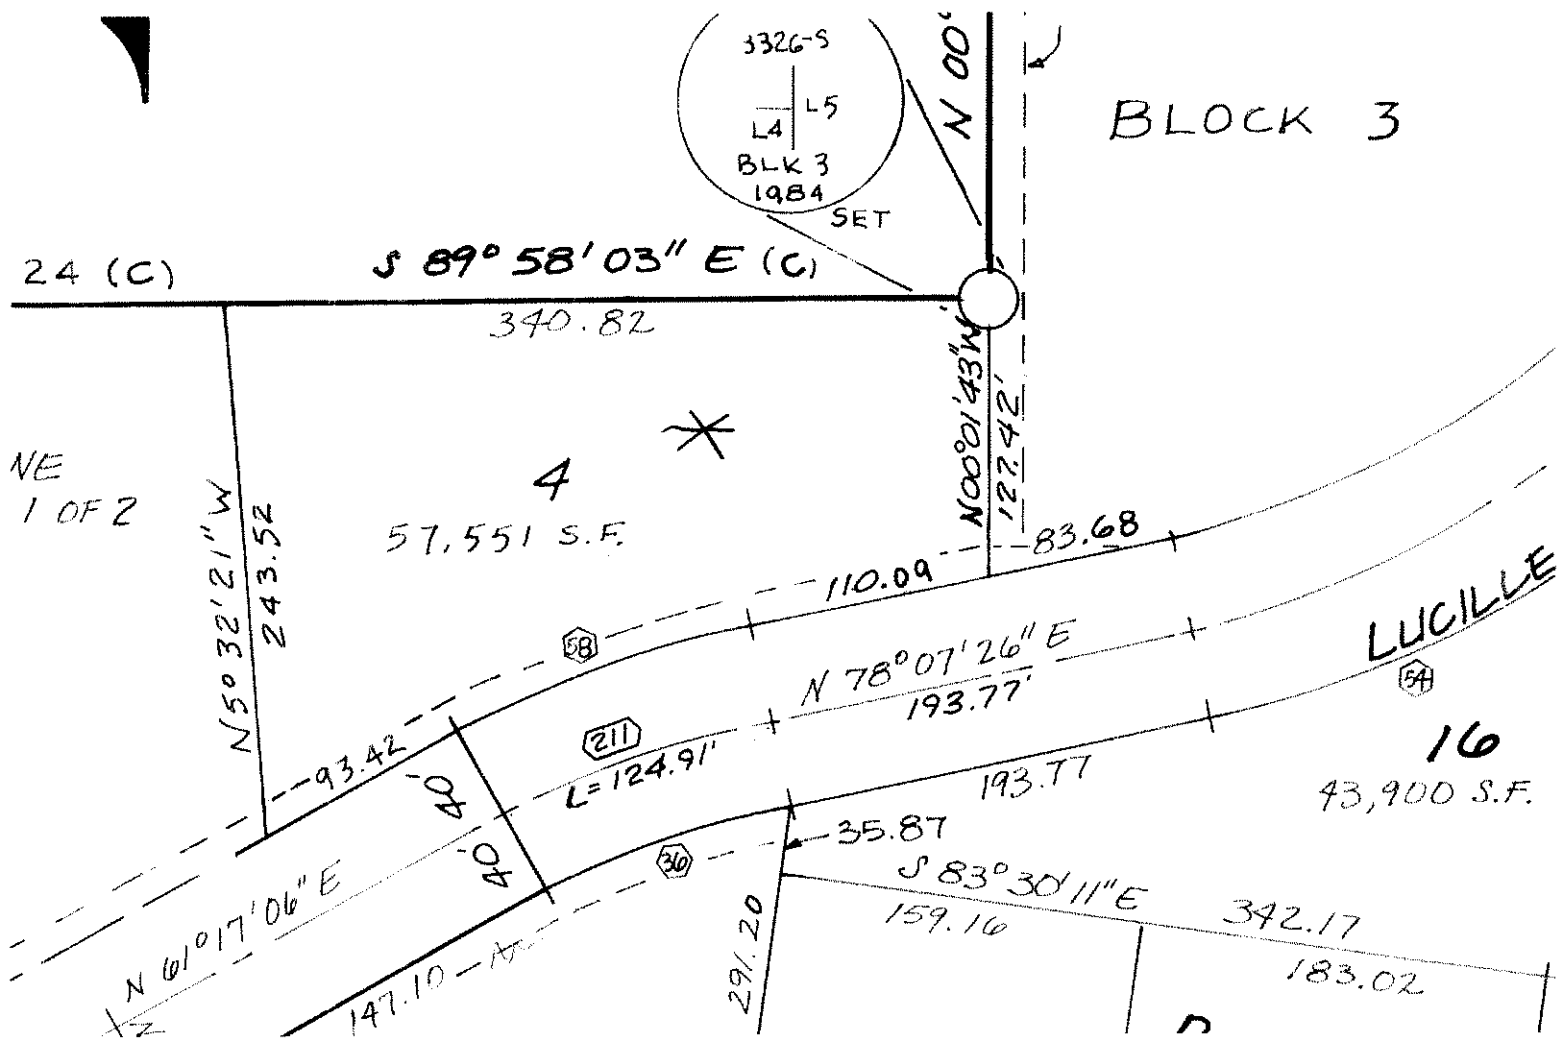 3326-S
L5
L4
BLK 3
1984
SET
N 00°
BLOCK 3
24 (C)
S 89° 58' 03" E (C)
340.82
N00°01'43"W
127.42'
NE
1 OF 2
4
57,551 S.F.
N 5° 32' 21" W
243.52
110.09
83.68
58
93.42
211
L= 124.91'
N 78° 07' 26" E
193.77'
LUCILLE
54
16
43,900 S.F.
40'
40'
193.77
35.87
36
N 61° 17' 06" E
147.10
291.20
S 83° 30' 11" E
159.16
342.17
183.02